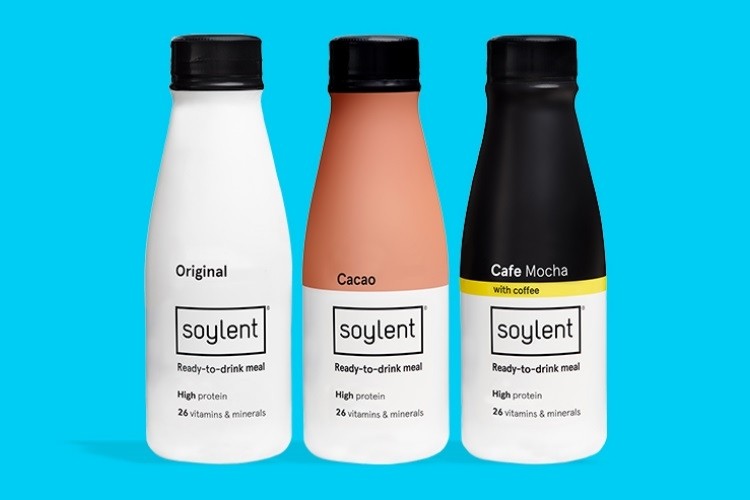 Original
soylent®
Ready-to-drink meal
High protein
26 vitamins & minerals
Cacao
soylent®
Ready-to-drink meal
High protein
26 vitamins & minerals
Cafe Mocha
with coffee
soylent®
Ready-to-drink meal
High protein
26 vitamins & minerals